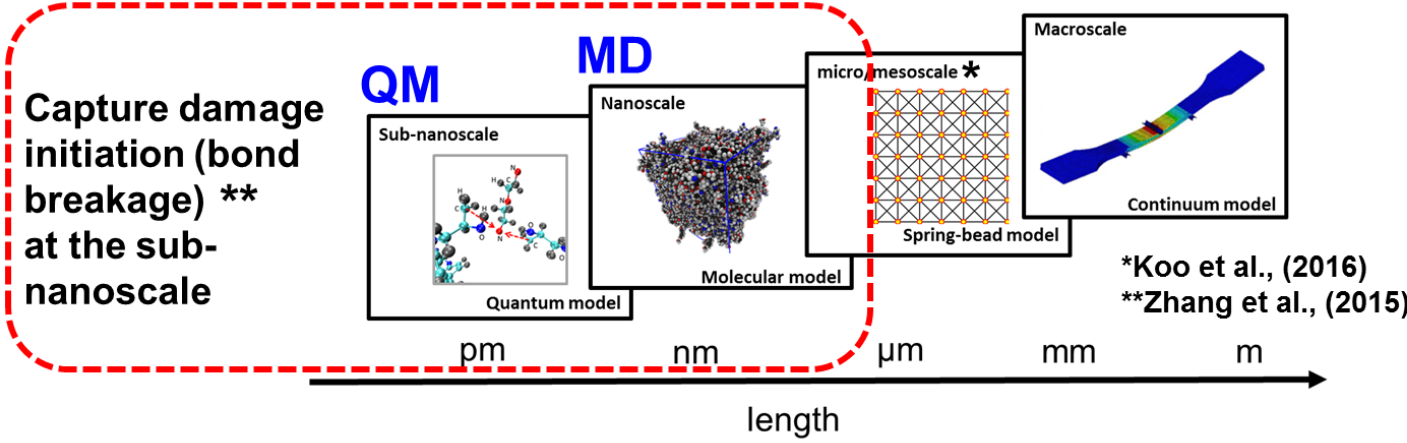 Capture damage
initiation (bond
breakage) **
at the sub-
nanoscale
QM
Sub-nanoscale
N
H
C
N
H
C
H
O
N
O
C
O
Quantum model
MD
Nanoscale
Molecular model
micro/mesoscale *
Spring-bead model
Macroscale
Continuum model
*Koo et al., (2016)
**Zhang et al., (2015)
pm nm µm mm m
length